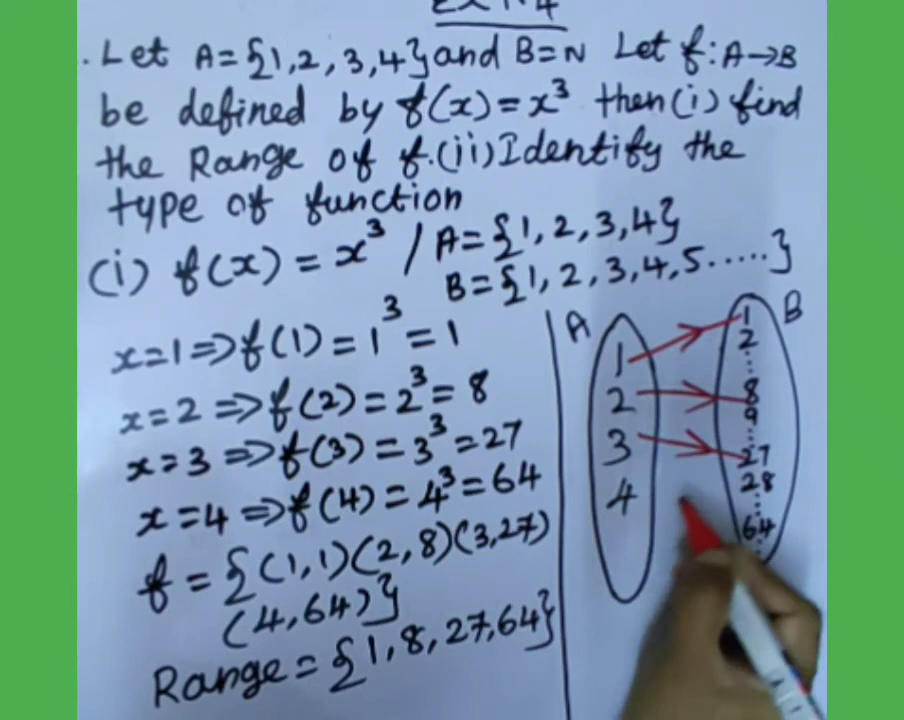 . Let A={1,2,3,4} and B=N Let f:A→B
be defined by f(x)=x³ then (i) find
the Range of f.(ii) Identify the
type of function
(i) f(x) = x³ / A={1,2,3,4}
B={1,2,3,4,5.....}
x=1⇒f(1)=1³=1
x=2⇒f(2)=2³=8
x=3⇒f(3)=3³=27
x=4⇒f(4)=4³=64
f={(1,1)(2,8)(3,27)
(4,64)}
Range={1,8,27,64}
A
1
2
3
4
B
1
2
8
9
27
28
64